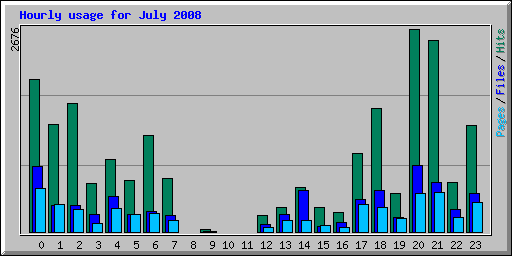 Hourly usage for July 2008
2676
Pages / Files / Hits
0 1 2 3 4 5 6 7 8 9 10 11 12 13 14 15 16 17 18 19 20 21 22 23